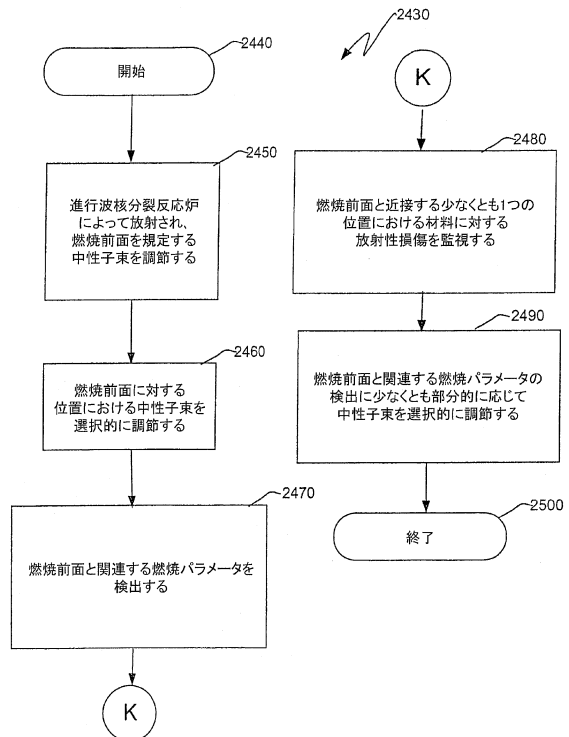 2430
2440
開始
2450
進行波核分裂反応炉
によって放射され、
燃焼前面を規定する
中性子束を調節する
2460
燃焼前面に対する
位置における中性子束を
選択的に調節する
2470
燃焼前面と関連する燃焼パラメータを
検出する
K
K
2480
燃焼前面と近接する少なくとも1つの
位置における材料に対する
放射性損傷を監視する
2490
燃焼前面と関連する燃焼パラメータの
検出に少なくとも部分的に応じて
中性子束を選択的に調節する
2500
終了